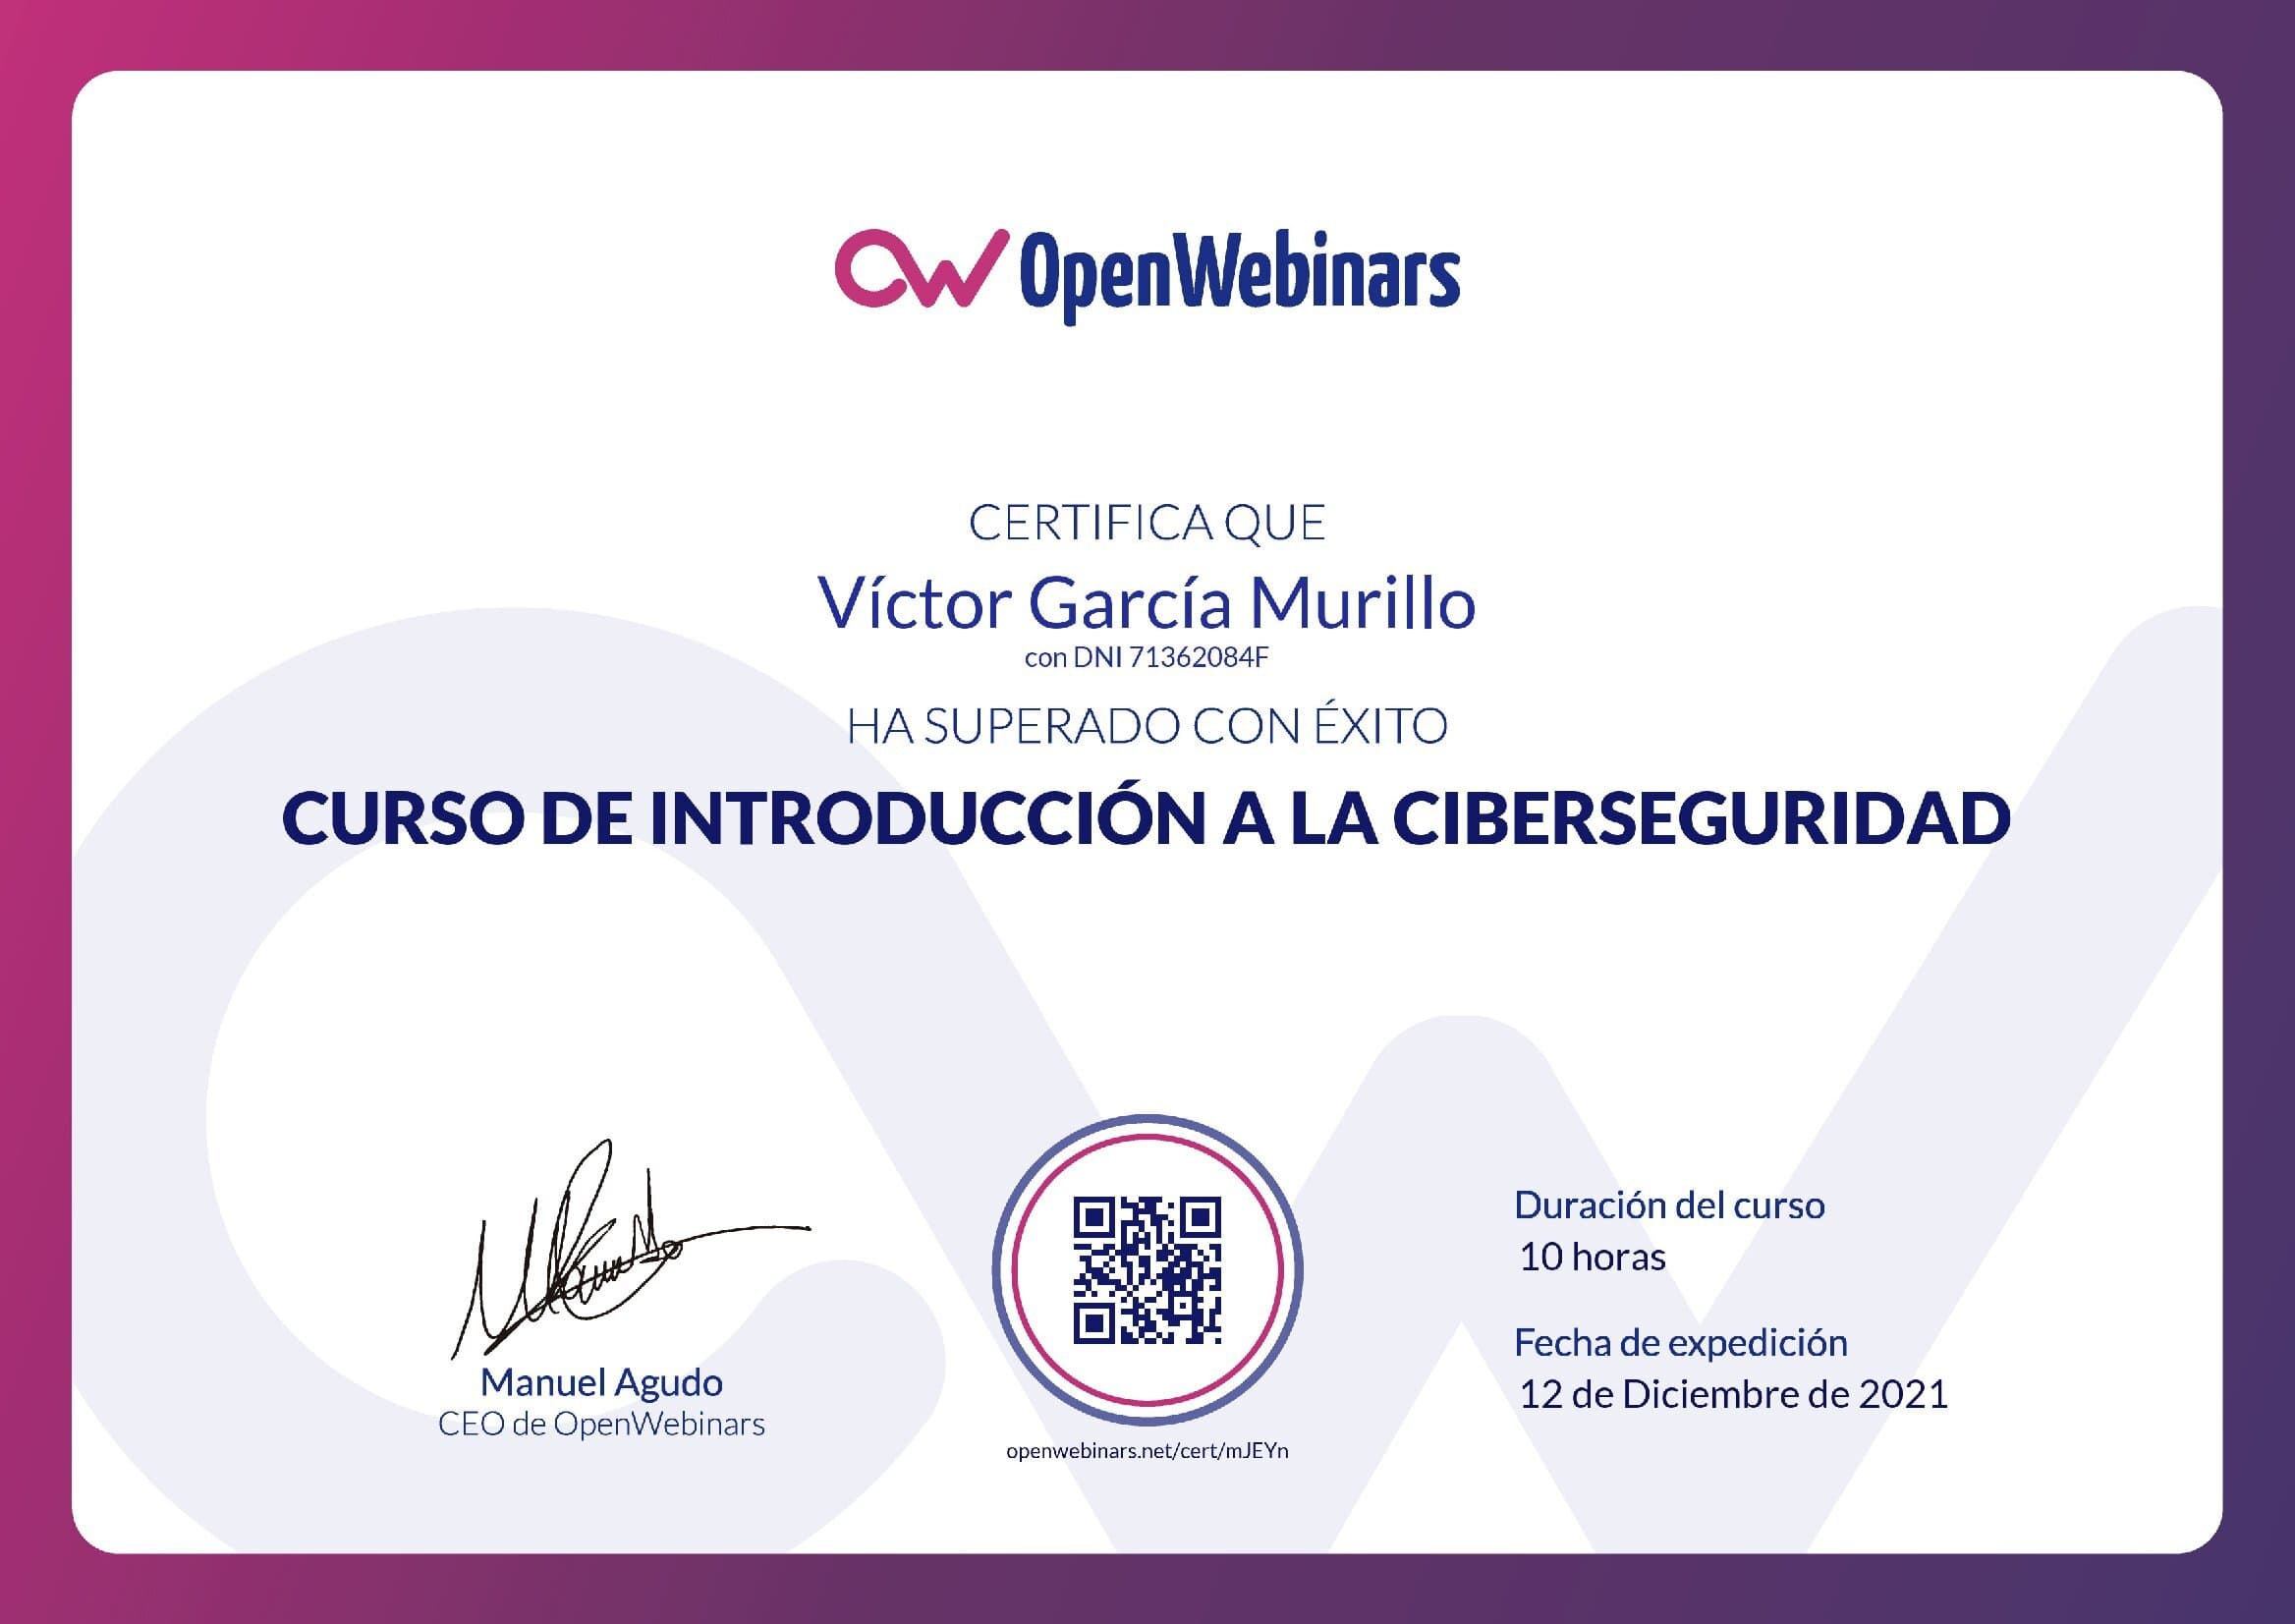 OpenWebinars
CERTIFICA QUE
Víctor García Murillo
con DNI 71362084F
HA SUPERADO CON ÉXITO
CURSO DE INTRODUCCIÓN A LA CIBERSEGURIDAD
Manuel Agudo
CEO de OpenWebinars
openwebinars.net/cert/mJEYn
Duración del curso
10 horas
Fecha de expedición
12 de Diciembre de 2021